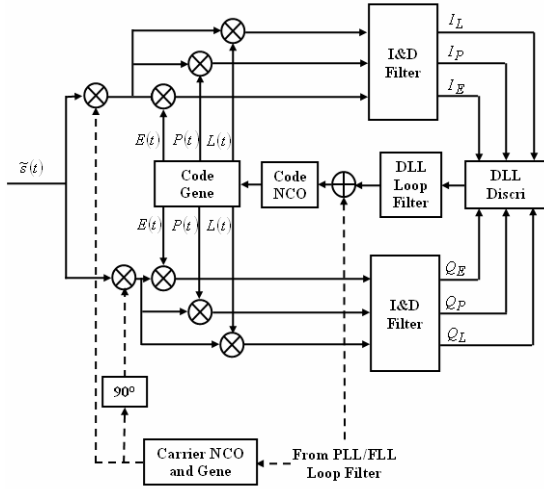 I_L
I_P
I_E
I&D
Filter
s̃(t)
E(t) P(t) L(t)
Code
Gene
Code
NCO
DLL
Loop
Filter
DLL
Discri
E(t) P(t) L(t)
I&D
Filter
Q_E
Q_P
Q_L
90°
Carrier NCO
and Gene
From PLL/FLL
Loop Filter